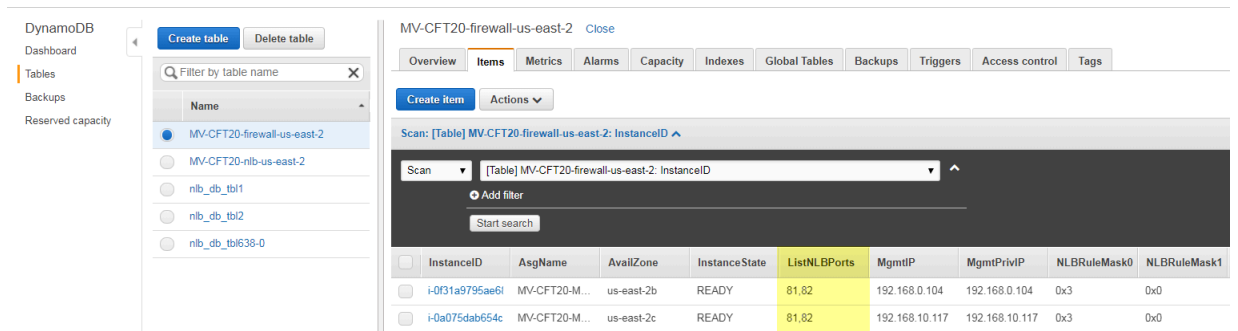 DynamoDB
Dashboard
Tables
Backups
Reserved capacity
Create table Delete table
Filter by table name
Name
MV-CFT20-firewall-us-east-2
MV-CFT20-nlb-us-east-2
nlb_db_tbl1
nlb_db_tbl2
nlb_db_tbl638-0
MV-CFT20-firewall-us-east-2 Close
Overview Items Metrics Alarms Capacity Indexes Global Tables Backups Triggers Access control Tags
Create item Actions
Scan: [Table] MV-CFT20-firewall-us-east-2: InstanceID
Scan [Table] MV-CFT20-firewall-us-east-2: InstanceID
Add filter
Start search
InstanceID AsgName AvailZone InstanceState ListNLBPorts MgmtIP MgmtPrivIP NLBRuleMask0 NLBRuleMask1
i-0f31a9795ae6 MV-CFT20-M... us-east-2b READY 81,82 192.168.0.104 192.168.0.104 0x3 0x0
i-0a075dab654c MV-CFT20-M... us-east-2c READY 81,82 192.168.10.117 192.168.10.117 0x3 0x0